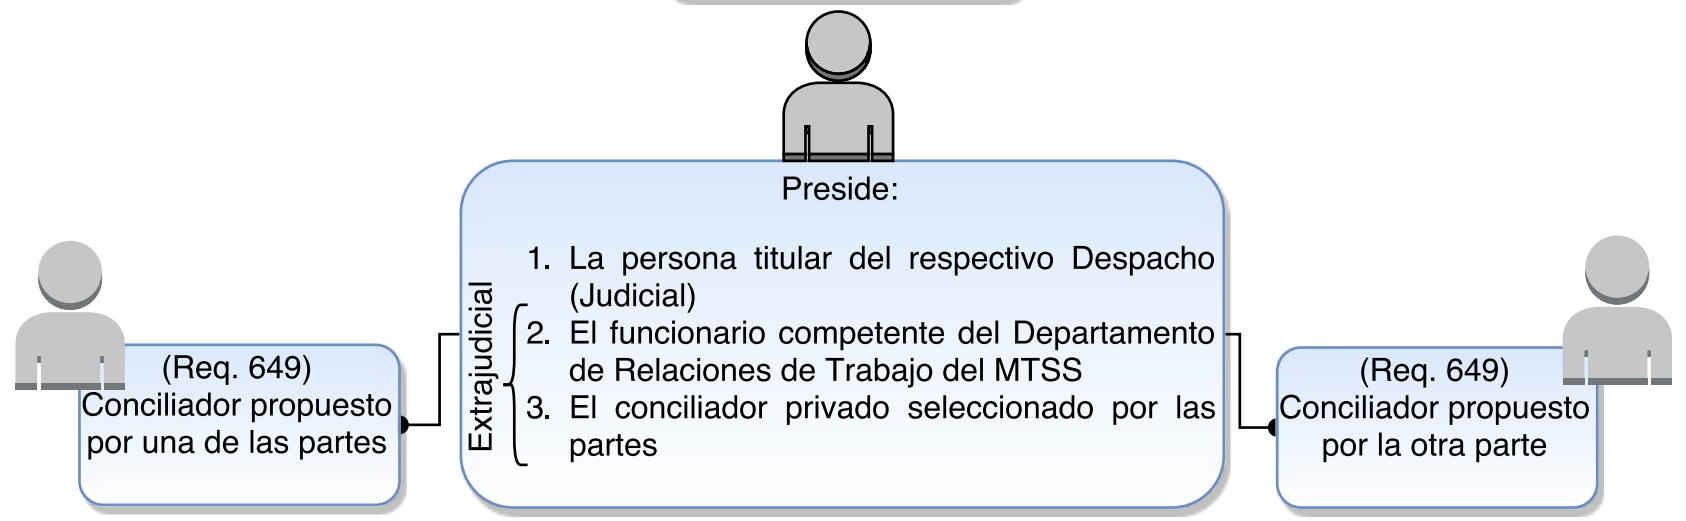 Preside:
1. La persona titular del respectivo Despacho
(Judicial)
2. El funcionario competente del Departamento
de Relaciones de Trabajo del MTSS
3. El conciliador privado seleccionado por las
partes
Extrajudicial
(Req. 649)
Conciliador propuesto
por una de las partes
(Req. 649)
Conciliador propuesto
por la otra parte